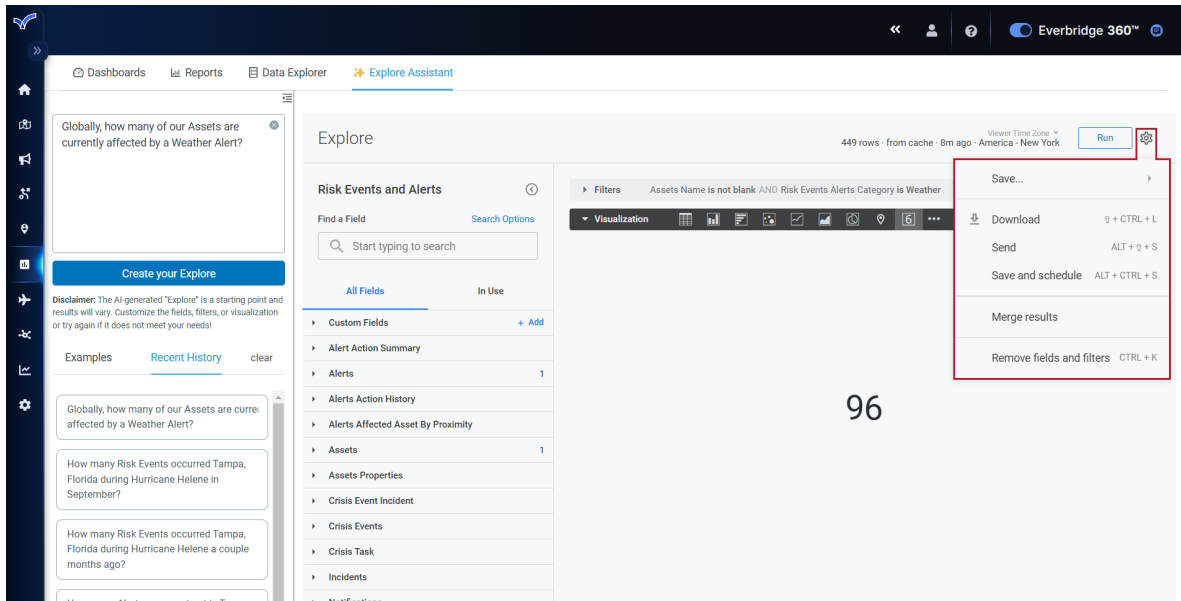 Everbridge 360™
Dashboards
Reports
Data Explorer
Explore Assistant
Globally, how many of our Assets are
currently affected by a Weather Alert?
Create your Explore
Disclaimer: The AI-generated "Explore" is a starting point and
results will vary. Customize the fields, filters, or visualization
or try again if it does not meet your needs!
Examples
Recent History
clear
Globally, how many of our Assets are curre
affected by a Weather Alert?
How many Risk Events occurred Tampa,
Florida during Hurricane Helene in
September?
How many Risk Events occurred Tampa,
Florida during Hurricane Helene a couple
months ago?
Explore
Viewer Time Zone
449 rows · from cache · 8m ago · America - New York
Run
Risk Events and Alerts
Find a Field
Search Options
Start typing to search
All Fields
In Use
Custom Fields
+ Add
Alert Action Summary
Alerts
1
Alerts Action History
Alerts Affected Asset By Proximity
Assets
1
Assets Properties
Crisis Event Incident
Crisis Events
Crisis Task
Incidents
Filters
Assets Name is not blank AND Risk Events Alerts Category is Weather
Visualization
6
96
Save...
Download
⇧ + CTRL + L
Send
ALT + ⇧ + S
Save and schedule
ALT + CTRL + S
Merge results
Remove fields and filters
CTRL + K